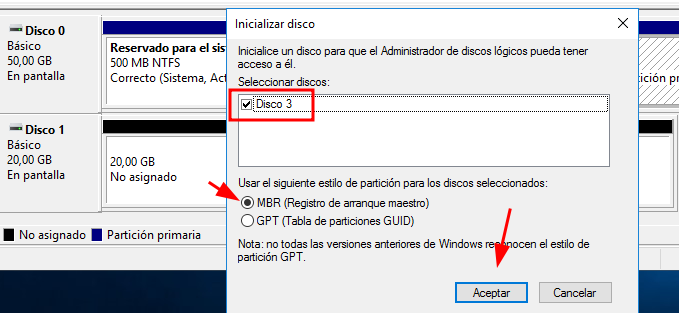 Disco 0
Básico
50,00 GB
En pantalla
Reservado para el sis
500 MB NTFS
Correcto (Sistema, Act
ición pri
Disco 1
Básico
20,00 GB
En pantalla
20,00 GB
No asignado
No asignado Partición primaria
Inicializar disco
Inicialice un disco para que el Administrador de discos lógicos pueda tener
acceso a él.
Seleccionar discos:
Disco 3
Usar el siguiente estilo de partición para los discos seleccionados:
MBR (Registro de arranque maestro)
GPT (Tabla de particiones GUID)
Nota: no todas las versiones anteriores de Windows reconocen el estilo de
partición GPT.
Aceptar
Cancelar